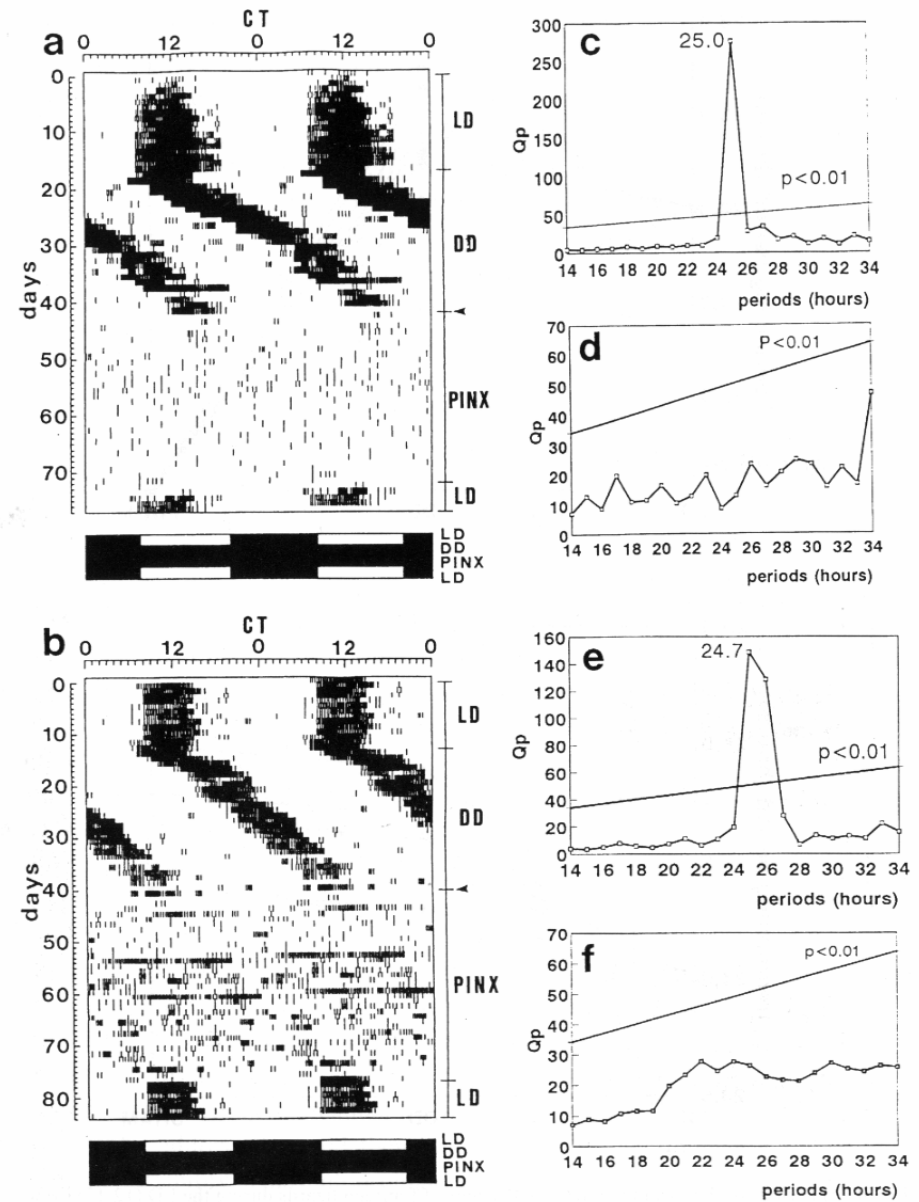 a
CT
0 12 0 12 0
days
0
10
20
30
40
50
60
70
LD
DD
PINX
LD
LD
DD
PINX
LD
b
CT
0 12 0 12 0
days
0
10
20
30
40
50
60
70
80
LD
DD
PINX
LD
LD
DD
PINX
LD
c
Qp
300
250
200
150
100
50
0
25.0
p<0.01
14 16 18 20 22 24 26 28 30 32 34
periods (hours)
d
Qp
70
60
50
40
30
20
10
0
P<0.01
14 16 18 20 22 24 26 28 30 32 34
periods (hours)
e
Qp
160
140
120
100
80
60
40
20
0
24.7
p<0.01
14 16 18 20 22 24 26 28 30 32 34
periods (hours)
f
Qp
70
60
50
40
30
20
10
0
p<0.01
14 16 18 20 22 24 26 28 30 32 34
periods (hours)